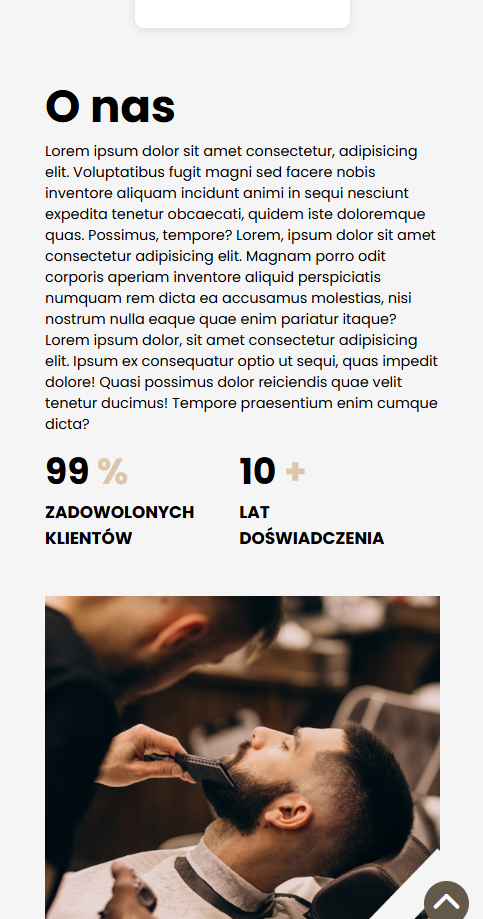 O nas
Lorem ipsum dolor sit amet consectetur, adipisicing
elit. Voluptatibus fugit magni sed facere nobis
inventore aliquam incidunt animi in sequi nesciunt
expedita tenetur obcaecati, quidem iste doloremque
quas. Possimus, tempore? Lorem, ipsum dolor sit amet
consectetur adipisicing elit. Magnam porro odit
corporis aperiam inventore aliquid perspiciatis
numquam rem dicta ea accusamus molestias, nisi
nostrum nulla eaque quae enim pariatur itaque?
Lorem ipsum dolor, sit amet consectetur adipisicing
elit. Ipsum ex consequatur optio ut sequi, quas impedit
dolore! Quasi possimus dolor reiciendis quae velit
tenetur ducimus! Tempore praesentium enim cumque
dicta?
99 %
ZADOWOLONYCH
KLIENTÓW
10 +
LAT
DOŚWIADCZENIA